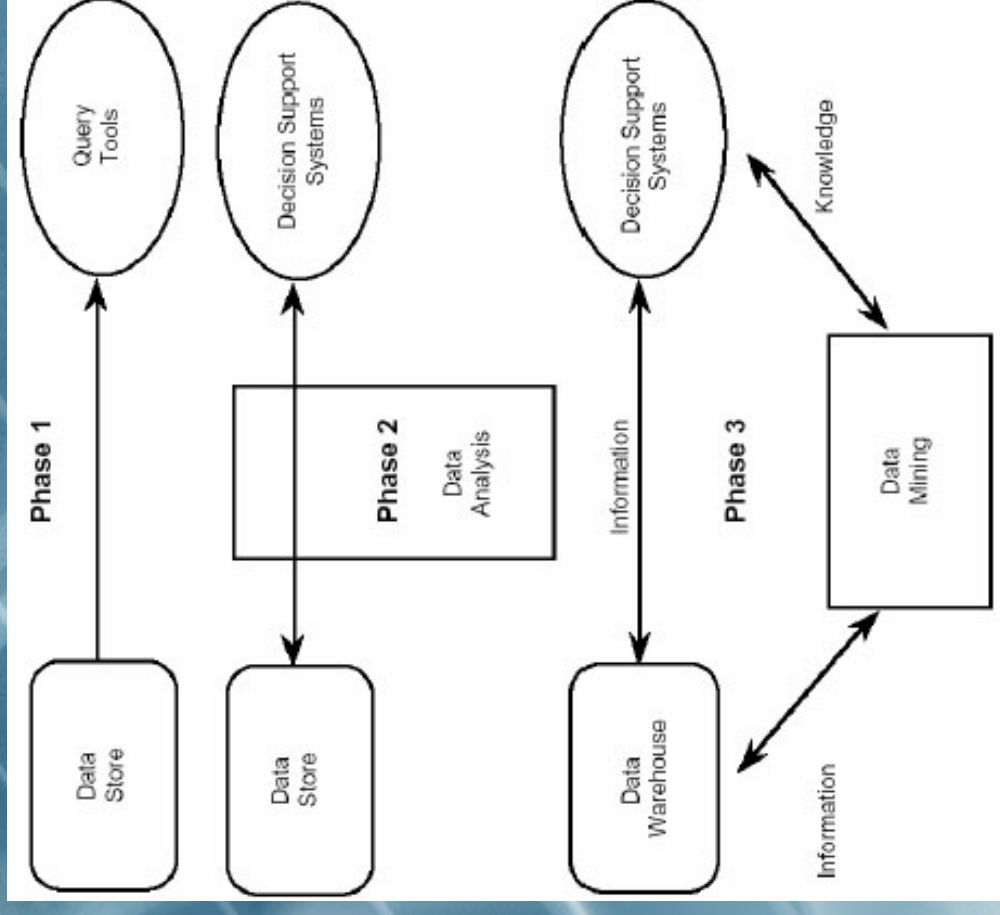 Phase 1
Data
Store
Query
Tools
Data
Store
Decision Support
Systems
Phase 2
Data
Analysis
Information
Data
Warehouse
Decision Support
Systems
Phase 3
Information
Knowledge
Data
Mining